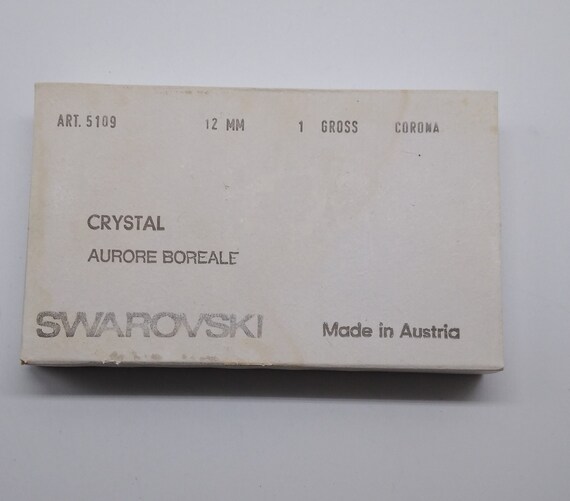 ART. 5109 12 MM 1 GROSS CORONA
CRYSTAL
AURORE BOREALE
SWAROVSKI Made in Austria